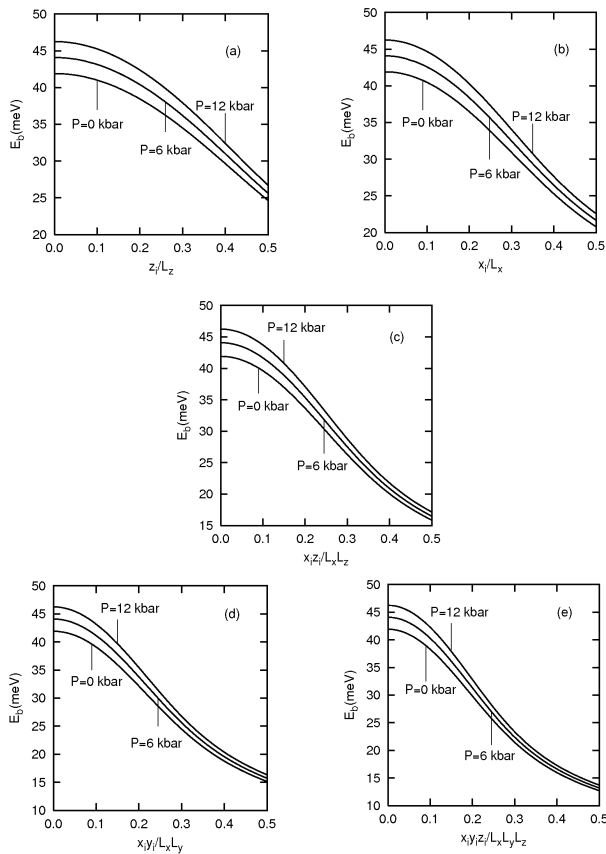 50
45
40
35
30
25
20
E_b(meV)
(a)
P=12 kbar
P=0 kbar
P=6 kbar
0.0 0.1 0.2 0.3 0.4 0.5
z_i/L_z
50
45
40
35
30
25
20
E_b(meV)
(b)
P=0 kbar
P=12 kbar
P=6 kbar
0.0 0.1 0.2 0.3 0.4 0.5
x_i/L_x
50
45
40
35
30
25
20
15
E_b(meV)
P=12 kbar
(c)
P=0 kbar
P=6 kbar
0.0 0.1 0.2 0.3 0.4 0.5
x_iz_i/L_xL_z
50
45
40
35
30
25
20
15
10
E_b(meV)
P=12 kbar
(d)
P=0 kbar
P=6 kbar
0.0 0.1 0.2 0.3 0.4 0.5
x_iy_i/L_xL_y
50
45
40
35
30
25
20
15
10
E_b(meV)
P=12 kbar
(e)
P=0 kbar
P=6 kbar
0.0 0.1 0.2 0.3 0.4 0.5
x_iy_iz_i/L_xL_yL_z